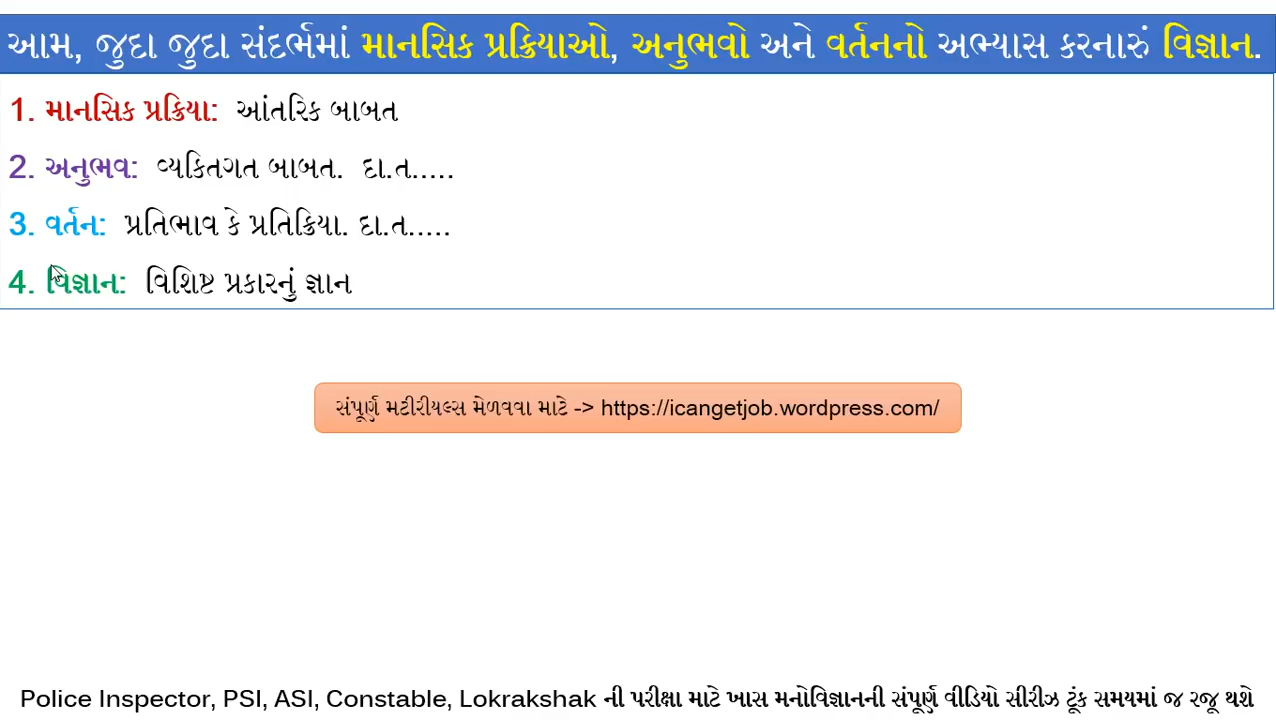 આમ, જુદા જુદા સંદર્ભમાં માનસિક પ્રક્રિયાઓ, અનુભવો અને વર્તનનો અભ્યાસ કરનારું વિજ્ઞાન.
1. માનસિક પ્રક્રિયા: આંતરિક બાબત
2. અનુભવ: વ્યકિતગત બાબત. દા.ત.....
3. વર્તન: પ્રતિભાવ કે પ્રતિક્રિયા. દા.ત.....
4. વિજ્ઞાન: વિશિષ્ટ પ્રકારનું જ્ઞાન
સંપૂર્ણ મટીરીયલ્સ મેળવવા માટે -> https://icangetjob.wordpress.com/
Police Inspector, PSI, ASI, Constable, Lokrakshak ની પરીક્ષા માટે ખાસ મનોવિજ્ઞાનની સંપૂર્ણ વીડિયો સીરીઝ ટૂંક સમયમાં જ રજૂ થશે